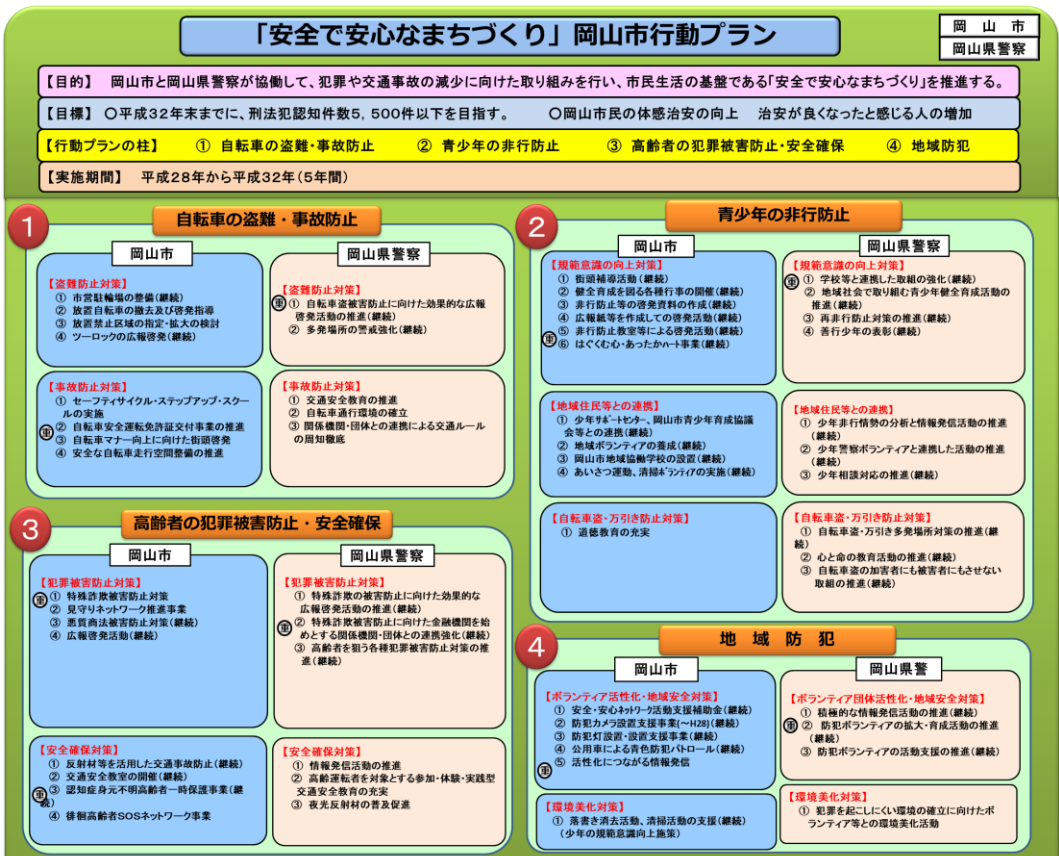 「安全で安心なまちづくり」岡山市行動プラン
岡 山 市
岡山県警察
【目的】 岡山市と岡山県警察が協働して、犯罪や交通事故の減少に向けた取り組みを行い、市民生活の基盤である「安全で安心なまちづくり」を推進する。
【目標】 ○平成32年末までに、刑法犯認知件数5,500件以下を目指す。 ○岡山市民の体感治安の向上 治安が良くなったと感じる人の増加
【行動プランの柱】 ① 自転車の盗難・事故防止 ② 青少年の非行防止 ③ 高齢者の犯罪被害防止・安全確保 ④ 地域防犯
【実施期間】 平成28年から平成32年(5年間)
1
自転車の盗難・事故防止
岡山市
【盗難防止対策】
① 市営駐輪場の整備(継続)
② 放置自転車の撤去及び啓発指導
③ 放置禁止区域の指定・拡大の検討
④ ツーロックの広報啓発(継続)
【事故防止対策】
① セーフティサイクル・ステップアップ・スクー
ルの実施
重
② 自転車安全運転免許証交付事業の推進
③ 自転車マナー向上に向けた街頭啓発
④ 安全な自転車走行空間整備の推進
岡山県警察
【盗難防止対策】
重
① 自転車盗被害防止に向けた効果的な広報
啓発活動の推進(継続)
② 多発場所の警戒強化(継続)
【事故防止対策】
① 交通安全教育の推進
② 自転車通行環境の確立
③ 関係機関・団体との連携による交通ルール
の周知徹底
2
青少年の非行防止
岡山市
【規範意識の向上対策】
① 街頭補導活動(継続)
② 健全育成を図る各種行事の開催(継続)
③ 非行防止等の啓発資料の作成(継続)
④ 広報紙等を作成しての啓発活動(継続)
⑤ 非行防止教室等による啓発活動(継続)
重
⑥ はぐくむ心・あったかハート事業(継続)
【地域住民等との連携】
① 少年サポートセンター、岡山市青少年育成協議
会等との連携(継続)
② 地域ボランティアの養成(継続)
③ 岡山市地域協働学校の設置(継続)
④ あいさつ運動、清掃ボランティアの実施(継続)
【自転車盗・万引き防止対策】
① 道徳教育の充実
岡山県警察
【規範意識の向上対策】
重
① 学校等と連携した取組の強化(継続)
② 地域社会で取り組む青少年健全育成活動の
推進(継続)
③ 再非行防止対策の推進(継続)
④ 善行少年の表彰(継続)
【地域住民等との連携】
① 少年非行情勢の分析と情報発信活動の推進
(継続)
② 少年警察ボランティアと連携した活動の推進
(継続)
③ 少年相談対応の推進(継続)
【自転車盗・万引き防止対策】
① 自転車盗・万引き多発場所対策の推進(継
続)
② 心と命の教育活動の推進(継続)
③ 自転車盗の加害者にも被害者にもさせない
取組の推進(継続)
3
高齢者の犯罪被害防止・安全確保
岡山市
【犯罪被害防止対策】
重
① 特殊詐欺被害防止対策
② 見守りネットワーク推進事業
③ 悪質商法被害防止対策(継続)
④ 広報啓発活動(継続)
【安全確保対策】
① 反射材等を活用した交通事故防止(継続)
② 交通安全教室の開催(継続)
重
③ 認知症身元不明高齢者一時保護事業(継
続)
④ 徘徊高齢者SOSネットワーク事業
岡山県警察
【犯罪被害防止対策】
① 特殊詐欺の被害防止に向けた効果的な
広報啓発活動の推進(継続)
重
② 特殊詐欺被害防止に向けた金融機関を始
めとする関係機関・団体との連携強化(継続)
③ 高齢者を狙う各種犯罪被害防止対策の推
進(継続)
【安全確保対策】
① 情報発信活動の推進
② 高齢運転者を対象とする参加・体験・実践型
交通安全教育の充実
③ 夜光反射材の普及促進
4
地 域 防 犯
岡山市
【ボランティア活性化・地域安全対策】
① 安全・安心ネットワーク活動支援補助金(継続)
② 防犯カメラ設置支援事業(~H28)(継続)
③ 防犯灯設置・設置支援事業(継続)
④ 公用車による青色防犯パトロール(継続)
重
⑤ 活性化につながる情報発信
【環境美化対策】
① 落書き消去活動、清掃活動の支援(継続)
(少年の規範意識向上施策)
岡山県警
【ボランティア団体活性化・地域安全対策】
① 積極的な情報発信活動の推進(継続)
重
② 防犯ボランティアの拡大・育成活動の推進
(継続)
③ 防犯ボランティアの活動支援の推進(継続)
【環境美化対策】
① 犯罪を起こしにくい環境の確立に向けたボ
ランティア等との環境美化活動